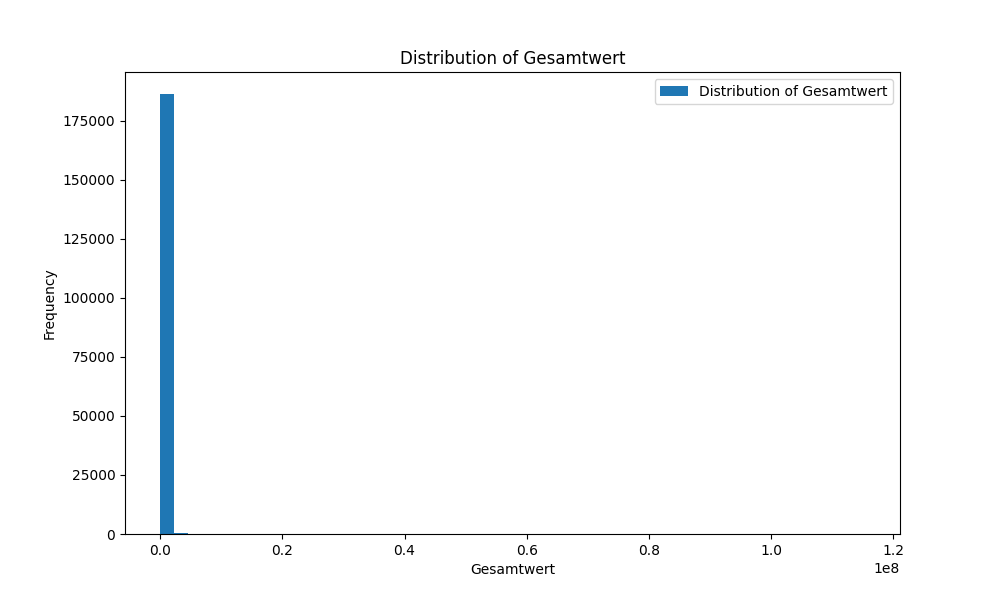 Distribution of Gesamtwert
Distribution of Gesamtwert
175000
150000
125000
100000
75000
50000
25000
0
Frequency
0.0 0.2 0.4 0.6 0.8 1.0 1.2
1e8
Gesamtwert